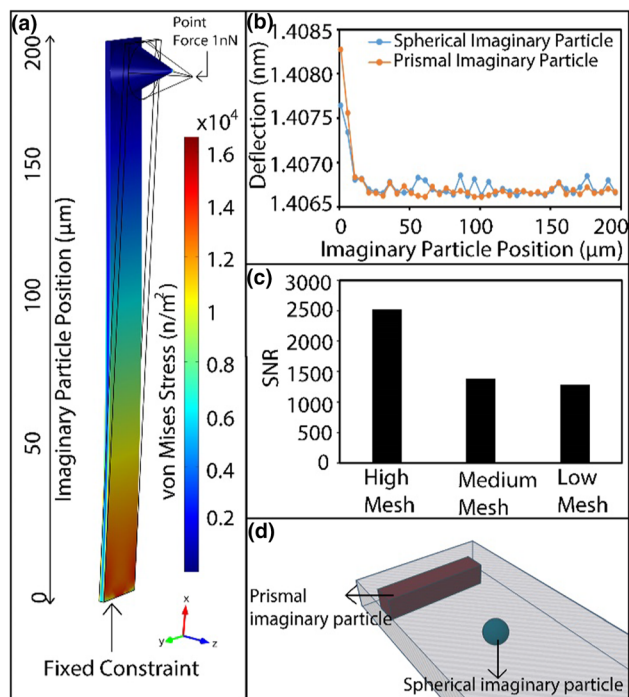 (a)
Point
Force 1nN
200
150
100
50
0
Imaginary Particle Position (μm)
x10⁴
1.6
1.4
1.2
1
0.8
0.6
0.4
0.2
von Mises Stress (n/m²)
x
y
z
Fixed Constraint
(b)
1.4085
1.4080
1.4075
1.4070
1.4065
Deflection (nm)
Spherical Imaginary Particle
Prismal Imaginary Particle
0 50 100 150 200
Imaginary Particle Position (μm)
(c)
3000
2500
2000
1500
1000
500
0
SNR
High Mesh
Medium Mesh
Low Mesh
(d)
Prismal
imaginary particle
Spherical imaginary particle